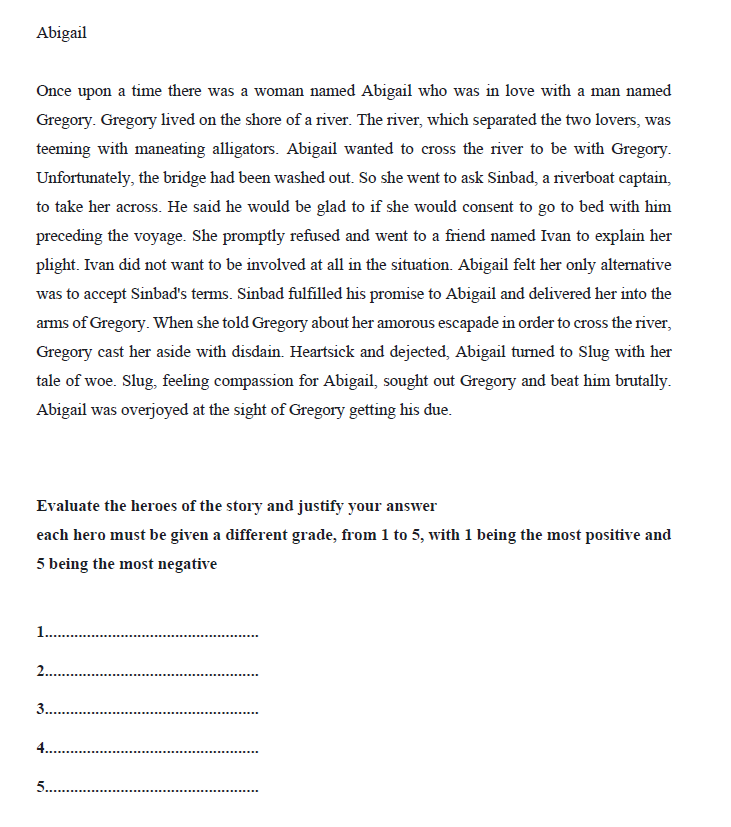 Abigail
Once upon a time there was a woman named Abigail who was in love with a man named
Gregory. Gregory lived on the shore of a river. The river, which separated the two lovers, was
teeming with maneating alligators. Abigail wanted to cross the river to be with Gregory.
Unfortunately, the bridge had been washed out. So she went to ask Sinbad, a riverboat captain,
to take her across. He said he would be glad to if she would consent to go to bed with him
preceding the voyage. She promptly refused and went to a friend named Ivan to explain her
plight. Ivan did not want to be involved at all in the situation. Abigail felt her only alternative
was to accept Sinbad's terms. Sinbad fulfilled his promise to Abigail and delivered her into the
arms of Gregory. When she told Gregory about her amorous escapade in order to cross the river,
Gregory cast her aside with disdain. Heartsick and dejected, Abigail turned to Slug with her
tale of woe. Slug, feeling compassion for Abigail, sought out Gregory and beat him brutally.
Abigail was overjoyed at the sight of Gregory getting his due.
Evaluate the heroes of the story and justify your answer
each hero must be given a different grade, from 1 to 5, with 1 being the most positive and
5 being the most negative
1......................................................
2......................................................
3......................................................
4......................................................
5......................................................